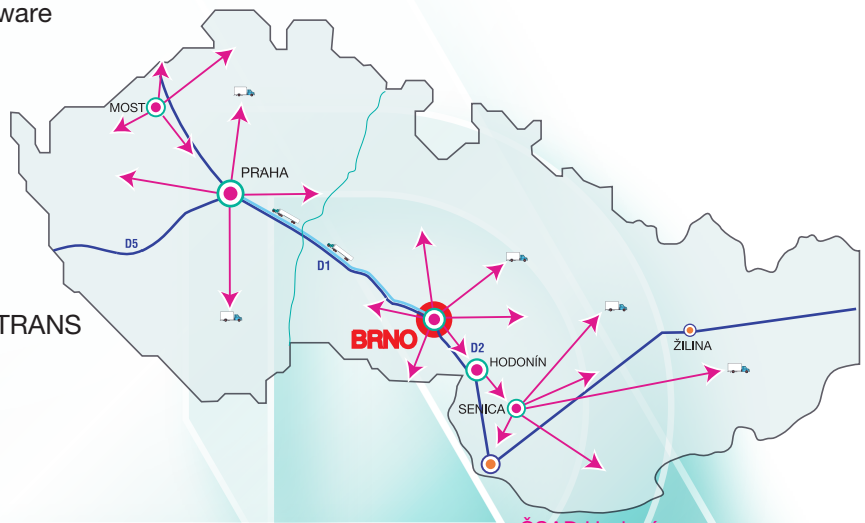 ware
MOST
PRAHA
D5
D1
TRANS
BRNO
D2
HODONÍN
ŽILINA
SENICA